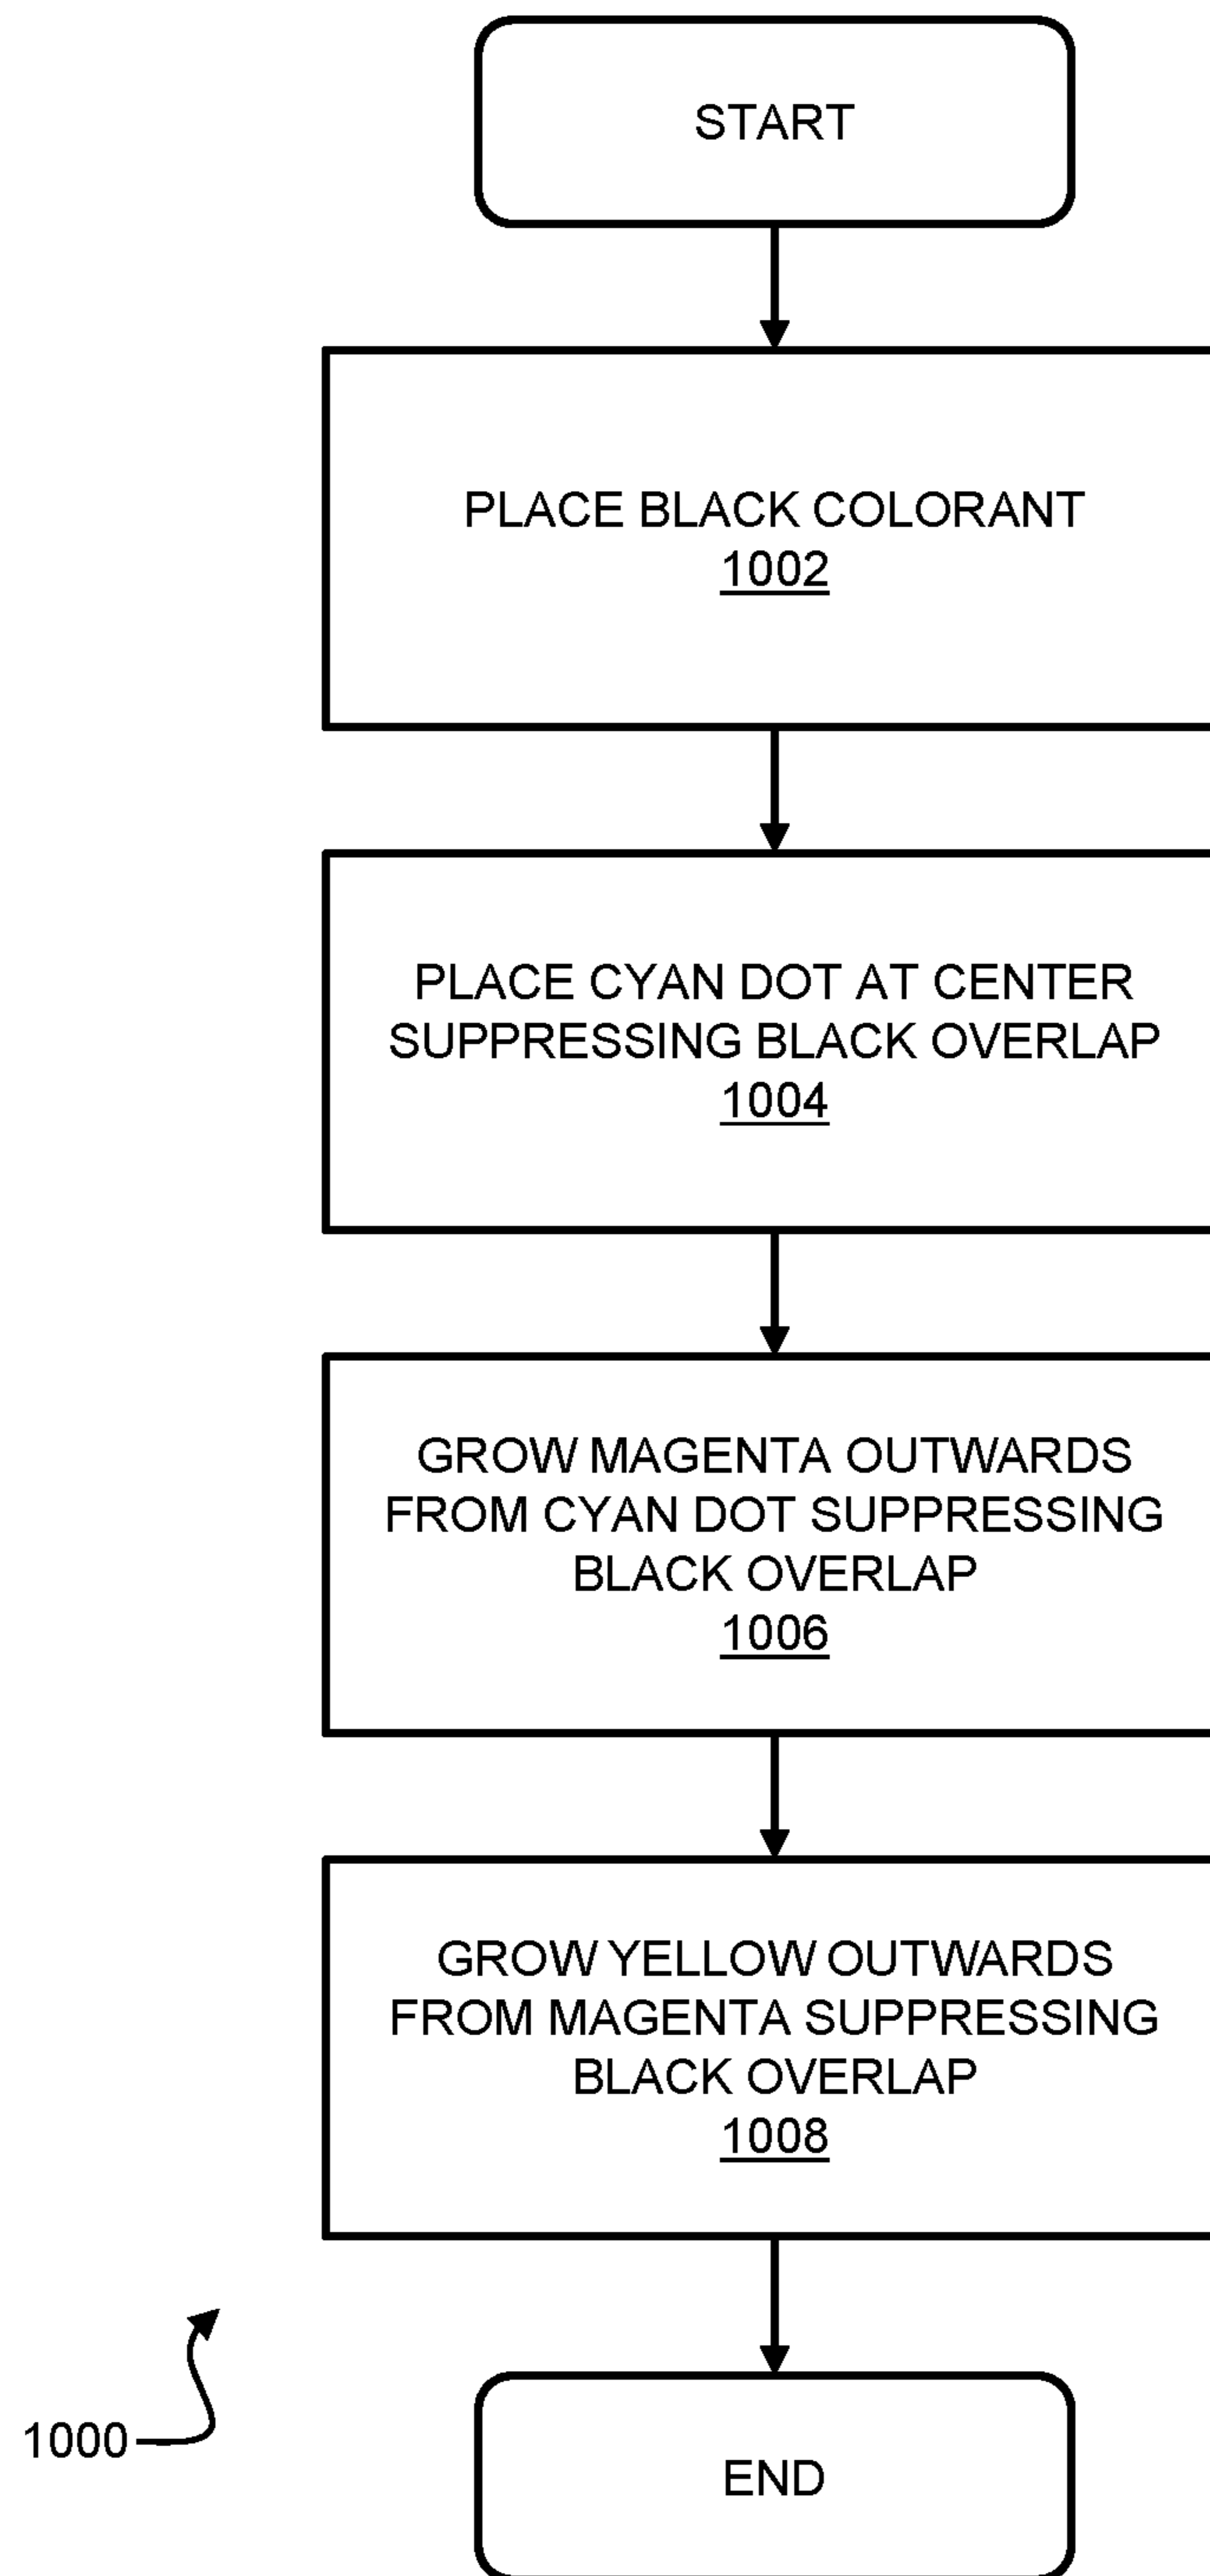 START
PLACE BLACK COLORANT
1002
PLACE CYAN DOT AT CENTER
SUPPRESSING BLACK OVERLAP
1004
GROW MAGENTA OUTWARDS
FROM CYAN DOT SUPPRESSING
BLACK OVERLAP
1006
GROW YELLOW OUTWARDS
FROM MAGENTA SUPPRESSING
BLACK OVERLAP
1008
1000
END